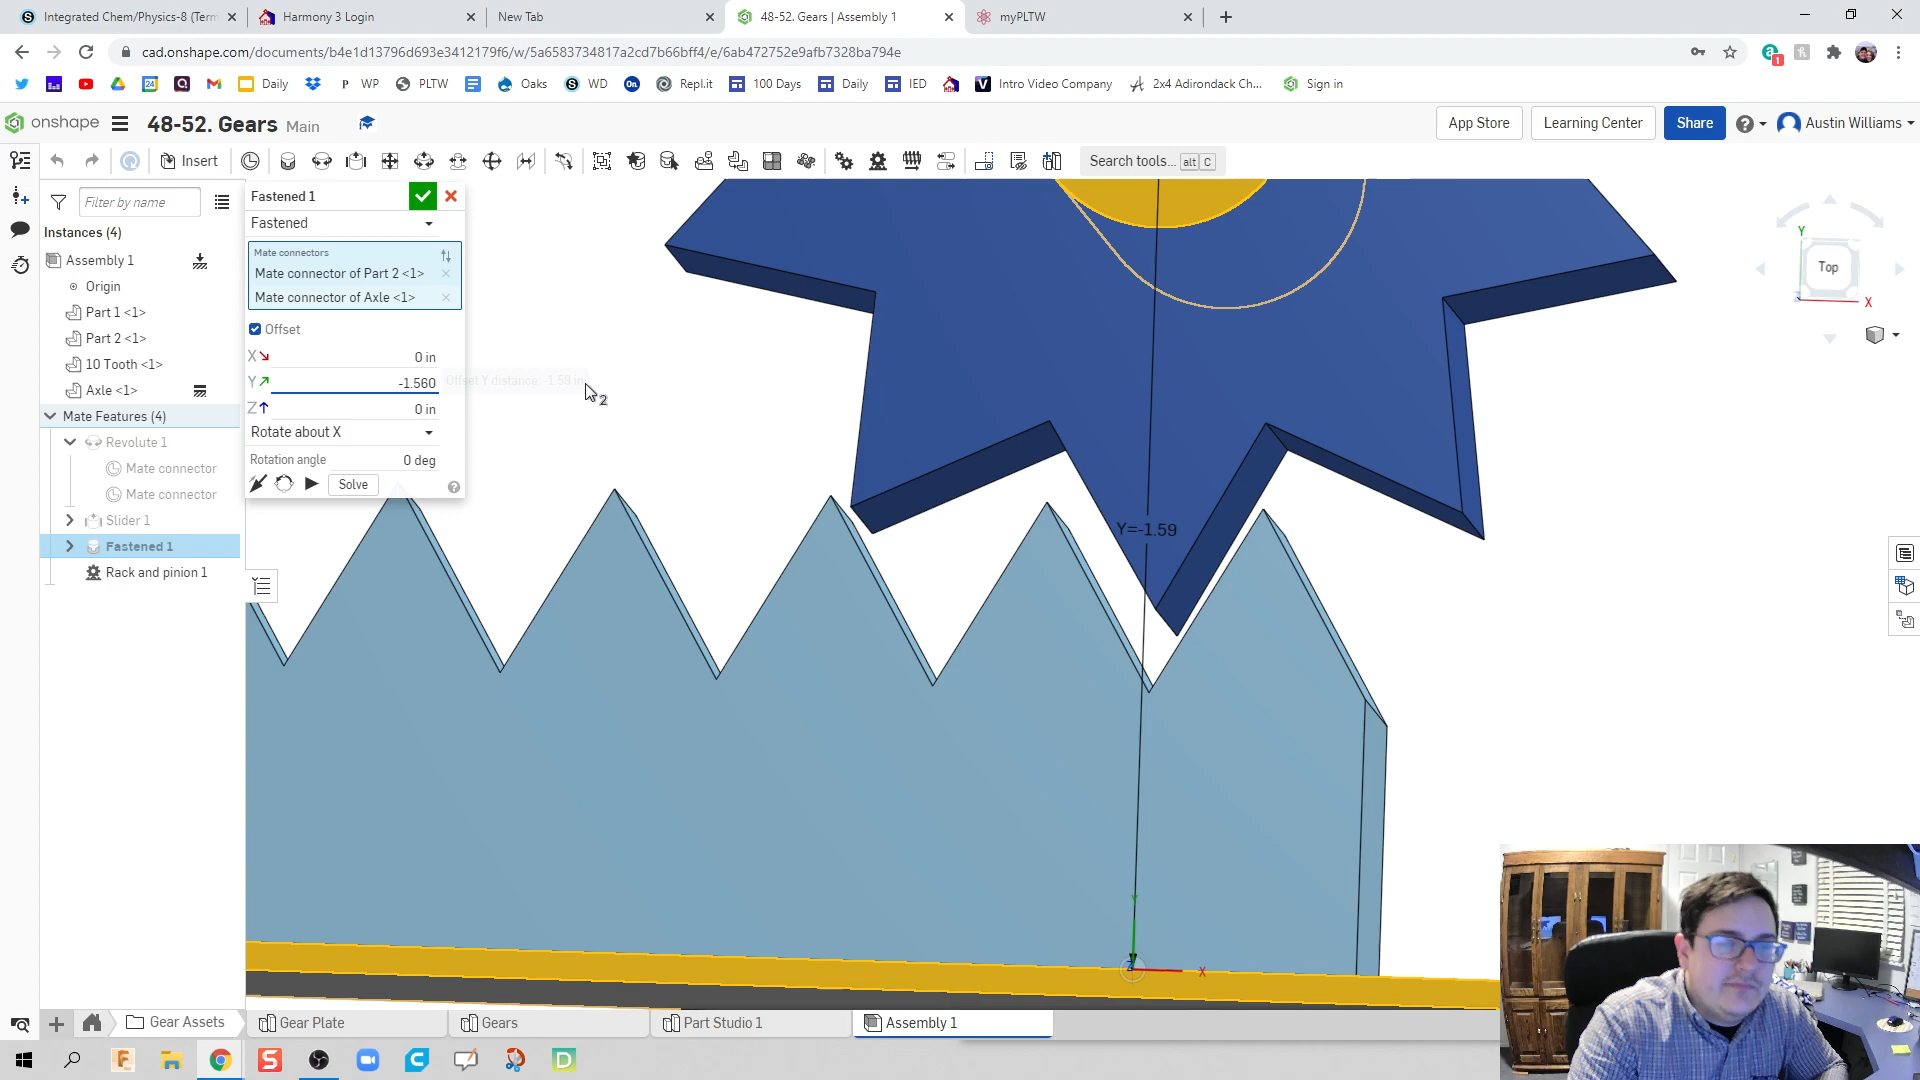 Integrated Chem/Physics-8 (Term
Harmony 3 Login
New Tab
48-52. Gears | Assembly 1
myPLTW
cad.onshape.com/documents/b4e1d13796d693e3412179f6/w/5a6583734817a2cd7b66bff4/e/6ab472752e9afb7328ba794e
Daily
WP
PLTW
Oaks
WD
Repl.it
100 Days
Daily
IED
Intro Video Company
2x4 Adirondack Ch...
Sign in
onshape
48-52. Gears Main
App Store
Learning Center
Share
Austin Williams
Insert
Search tools... alt C
Filter by name
Instances (4)
Assembly 1
Origin
Part 1 <1>
Part 2 <1>
10 Tooth <1>
Axle <1>
Mate Features (4)
Revolute 1
Mate connector
Mate connector
Slider 1
Fastened 1
Rack and pinion 1
Fastened 1
Fastened
Mate connectors
Mate connector of Part 2 <1>
Mate connector of Axle <1>
Offset
X 0 in
Y -1.560
Z 0 in
Rotate about X
Rotation angle 0 deg
Solve
Offset Y distance: -1.59 in
2
Y=-1.59
Y
Top
Z
X
X
Gear Assets
Gear Plate
Gears
Part Studio 1
Assembly 1